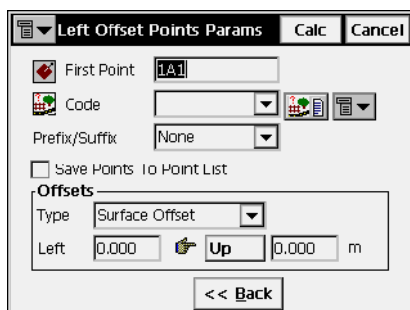 Left Offset Points Params Calc Cancel
First Point 1A1
Code
Prefix/Suffix None
Save Points To Point List
Offsets
Type Surface Offset
Left 0.000 Up 0.000 m
<< Back